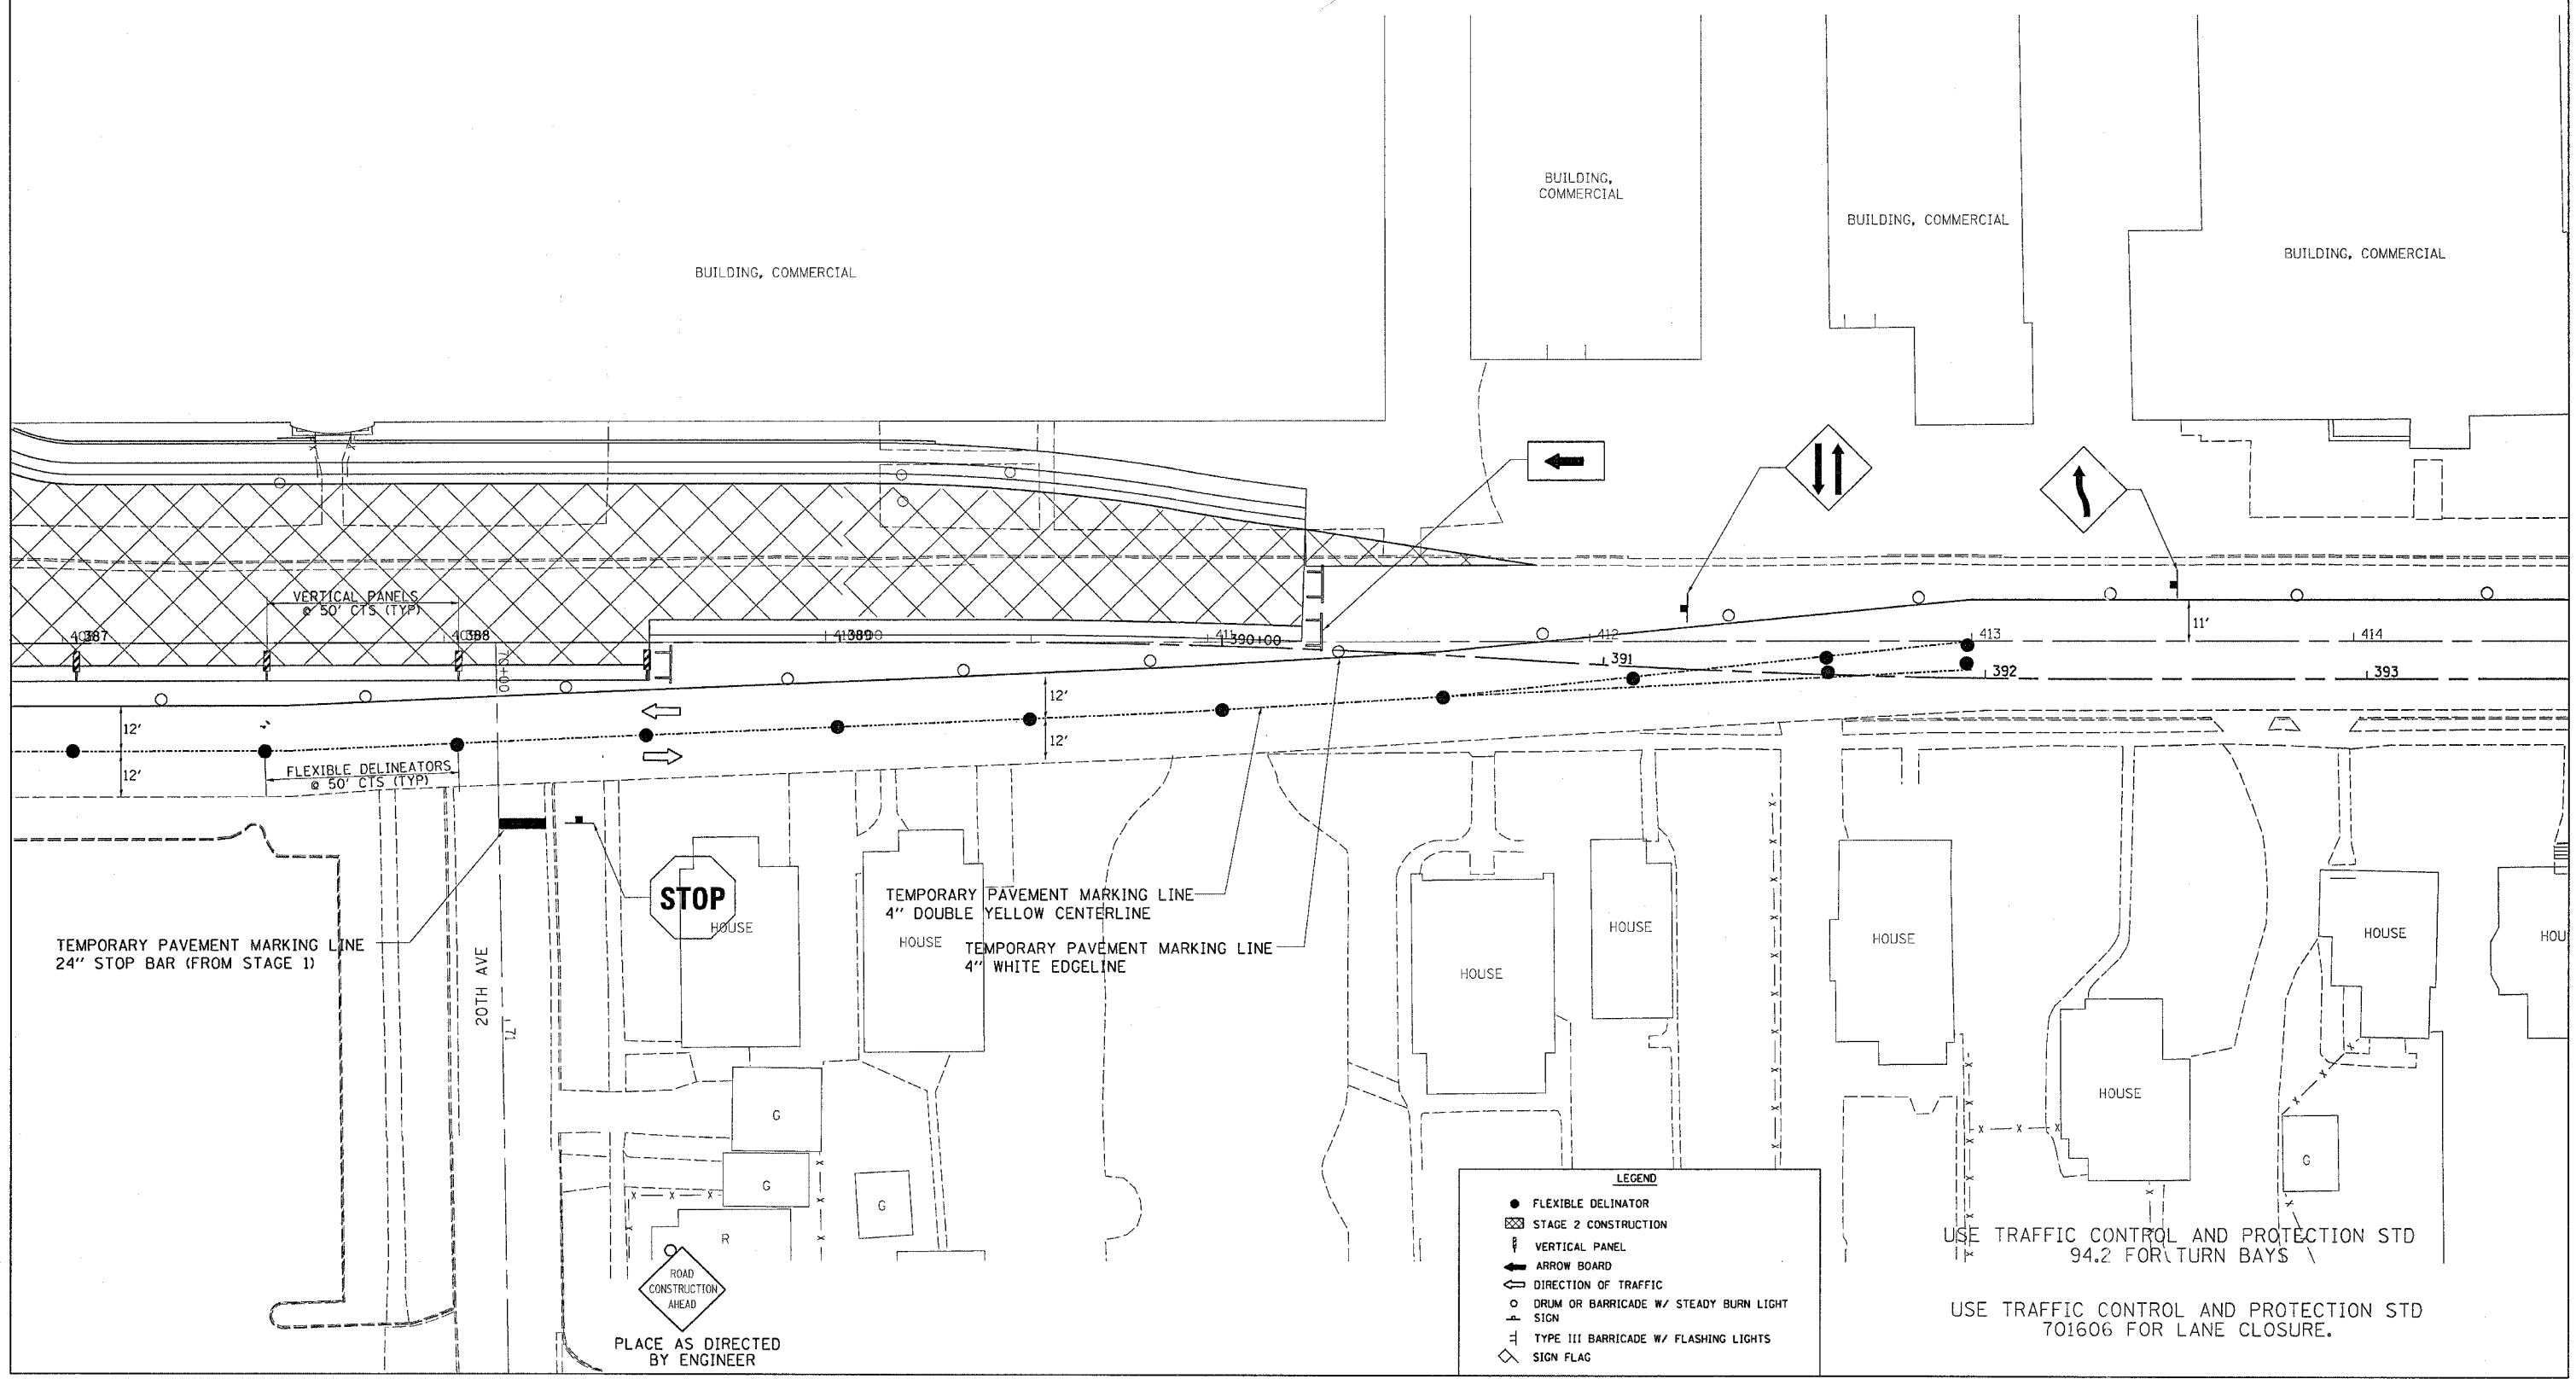 BUILDING,
COMMERCIAL
BUILDING, COMMERCIAL
BUILDING, COMMERCIAL
BUILDING, COMMERCIAL
VERTICAL PANELS
@ 50' CTS (TYP)
387
388
389
390+00
412
413
414
391
392
393
70+00
11'
12'
12'
12'
12'
FLEXIBLE DELINEATORS
@ 50' CTS (TYP)
STOP
HOUSE
HOUSE
HOUSE
HOUSE
HOUSE
HOUSE
HOUSE
TEMPORARY PAVEMENT MARKING LINE
4" DOUBLE YELLOW CENTERLINE
TEMPORARY PAVEMENT MARKING LINE
4" WHITE EDGELINE
TEMPORARY PAVEMENT MARKING LINE
24" STOP BAR (FROM STAGE 1)
20TH AVE
71
G
G
G
G
R
ROAD
CONSTRUCTION
AHEAD
PLACE AS DIRECTED
BY ENGINEER
LEGEND
FLEXIBLE DELINATOR
STAGE 2 CONSTRUCTION
VERTICAL PANEL
ARROW BOARD
DIRECTION OF TRAFFIC
DRUM OR BARRICADE W/ STEADY BURN LIGHT
SIGN
TYPE III BARRICADE W/ FLASHING LIGHTS
SIGN FLAG
USE TRAFFIC CONTROL AND PROTECTION STD
94.2 FOR TURN BAYS
USE TRAFFIC CONTROL AND PROTECTION STD
701606 FOR LANE CLOSURE.